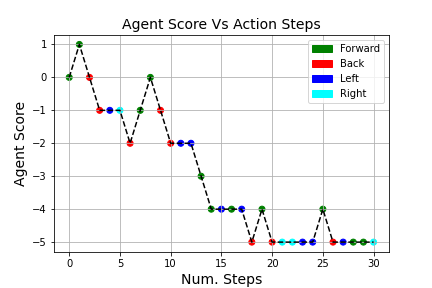 Agent Score Vs Action Steps
Agent Score
1
0
−1
−2
−3
−4
−5
Forward
Back
Left
Right
0 5 10 15 20 25 30
Num. Steps